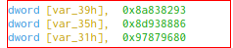 dword [var_39h], 0x8a838293
dword [var_35h], 0x8d938886
dword [var_31h], 0x97879680